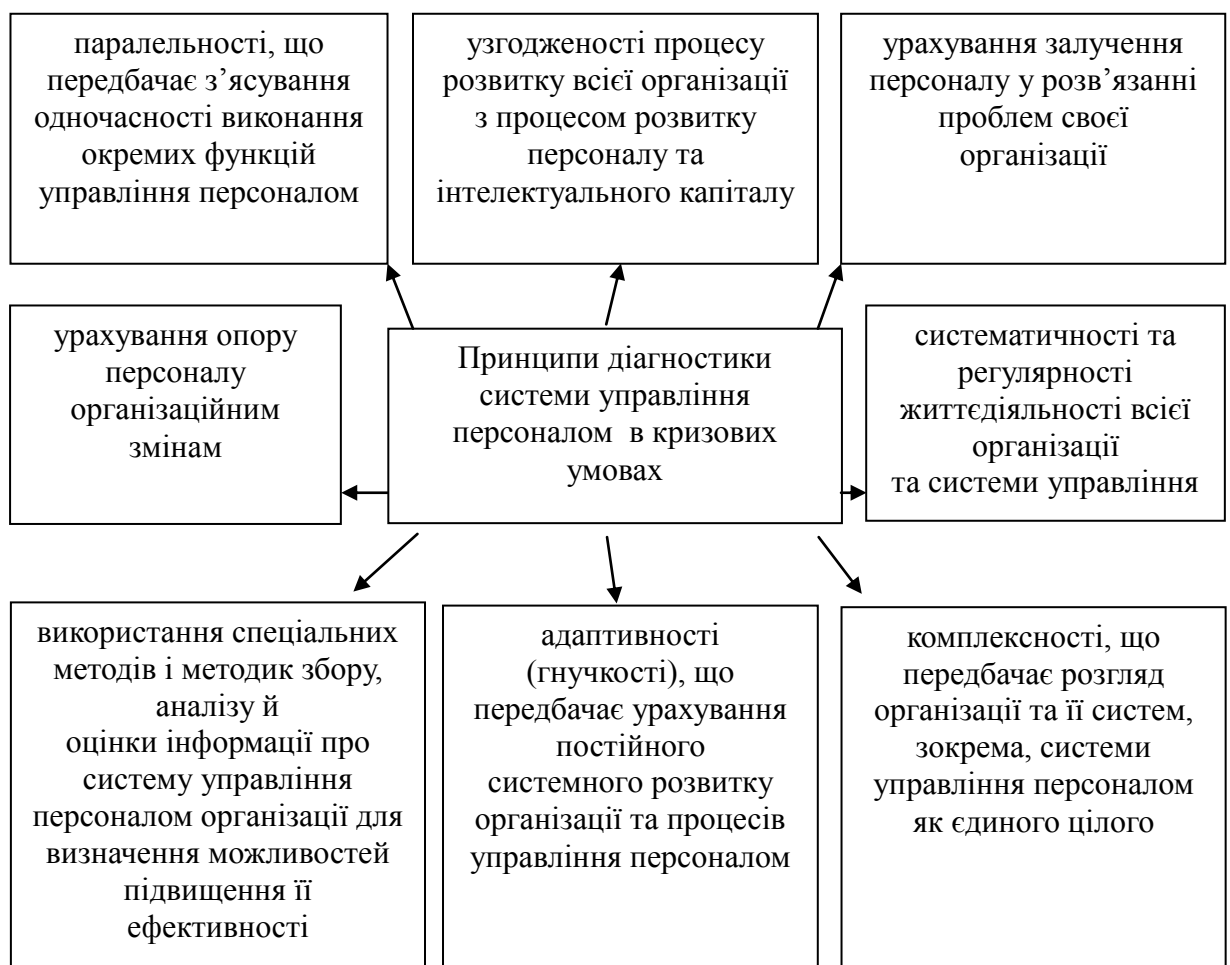 паралельності, що
передбачає з’ясування
одночасності виконання
окремих функцій
управління персоналом
узгодженості процесу
розвитку всієї організації
з процесом розвитку
персоналу та
інтелектуального капіталу
урахування залучення
персоналу у розв’язанні
проблем своєї
організації
урахування опору
персоналу
організаційним
змінам
Принципи діагностики
системи управління
персоналом в кризових
умовах
систематичності та
регулярності
життєдіяльності всієї
організації
та системи управління
використання спеціальних
методів і методик збору,
аналізу й
оцінки інформації про
систему управління
персоналом організації для
визначення можливостей
підвищення її
ефективності
адаптивності
(гнучкості), що
передбачає урахування
постійного
системного розвитку
організації та процесів
управління персоналом
комплексності, що
передбачає розгляд
організації та її систем,
зокрема, системи
управління персоналом
як єдиного цілого